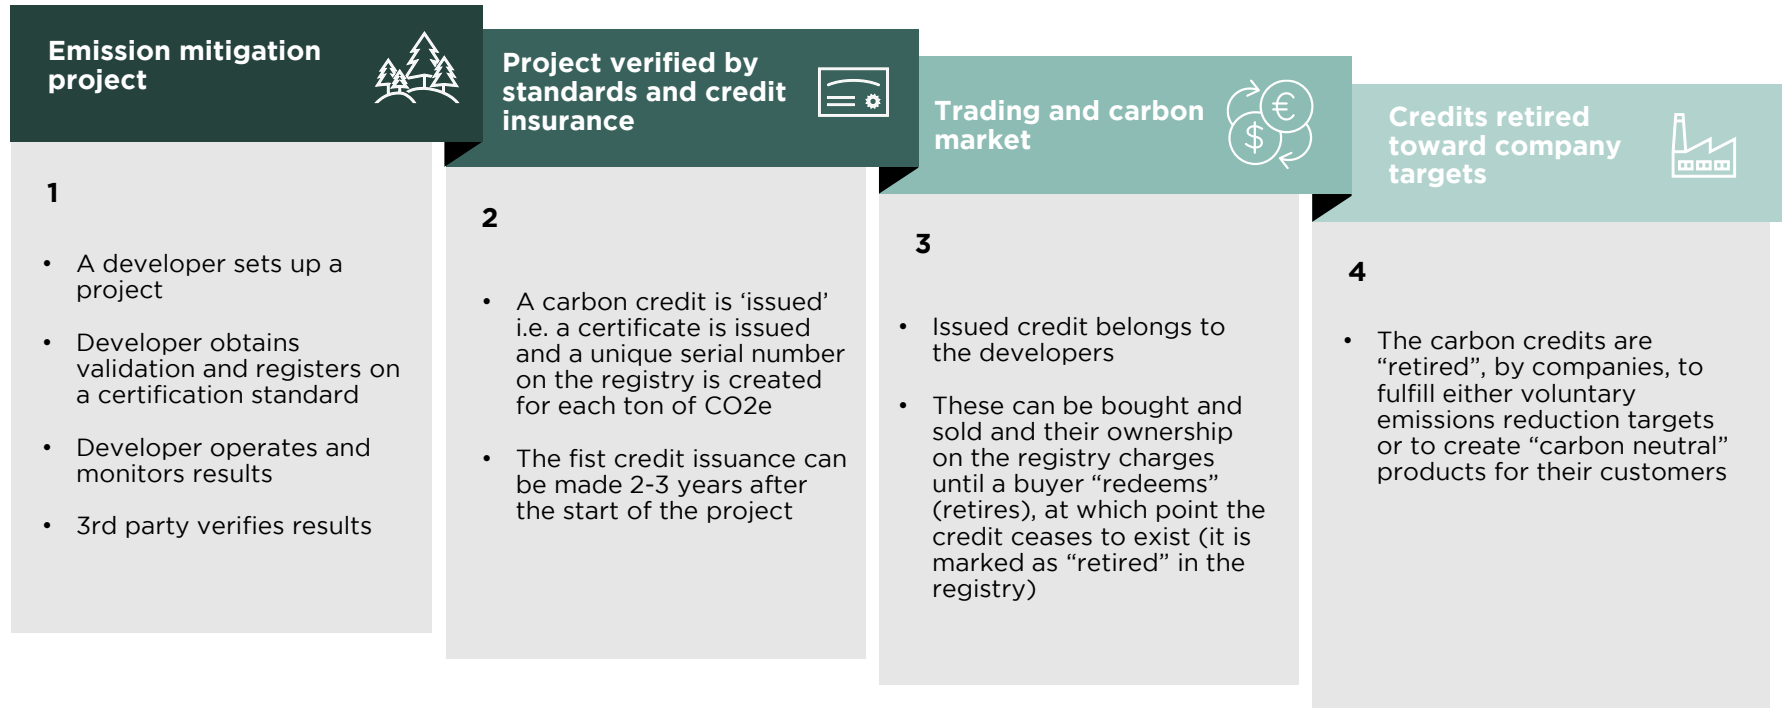 Emission mitigation
project
1
• A developer sets up a
project
• Developer obtains
validation and registers on
a certification standard
• Developer operates and
monitors results
• 3rd party verifies results
Project verified by
standards and credit
insurance
2
• A carbon credit is ‘issued’
i.e. a certificate is issued
and a unique serial number
on the registry is created
for each ton of CO2e
• The fist credit issuance can
be made 2-3 years after
the start of the project
Trading and carbon
market
€
$
3
• Issued credit belongs to
the developers
• These can be bought and
sold and their ownership
on the registry charges
until a buyer “redeems”
(retires), at which point the
credit ceases to exist (it is
marked as “retired” in the
registry)
Credits retired
toward company
targets
4
• The carbon credits are
“retired”, by companies, to
fulfill either voluntary
emissions reduction targets
or to create “carbon neutral”
products for their customers